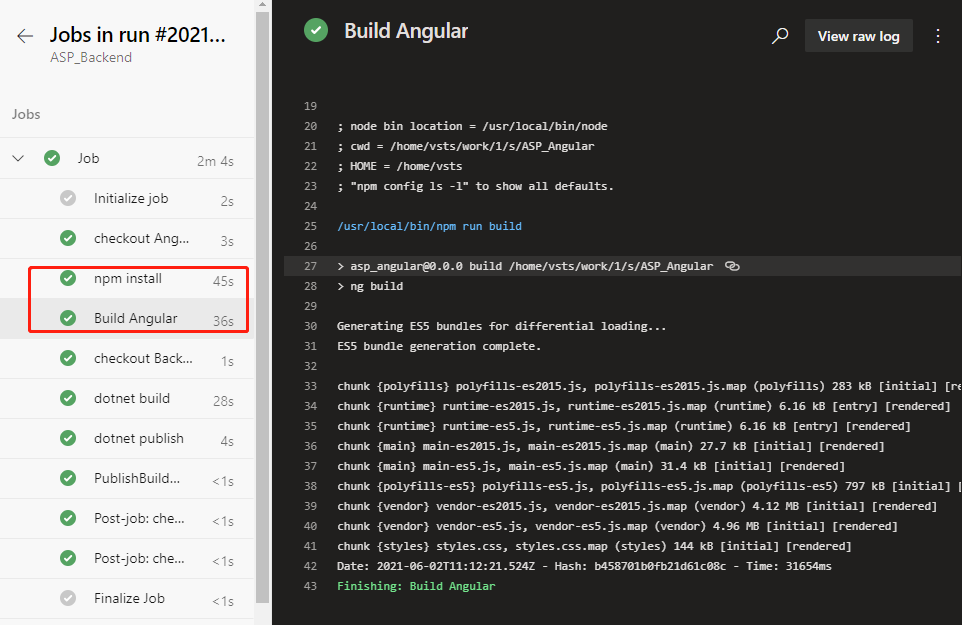 Jobs in run #2021...
ASP_Backend
Jobs
Job 2m 4s
Initialize job 2s
checkout Ang... 3s
npm install 45s
Build Angular 36s
checkout Back... 1s
dotnet build 28s
dotnet publish 4s
PublishBuild... <1s
Post-job: che... <1s
Post-job: che... <1s
Finalize Job <1s
Build Angular
View raw log
19
20 ; node bin location = /usr/local/bin/node
21 ; cwd = /home/vsts/work/1/s/ASP_Angular
22 ; HOME = /home/vsts
23 ; "npm config ls -l" to show all defaults.
24
25 /usr/local/bin/npm run build
26
27 > asp_angular@0.0.0 build /home/vsts/work/1/s/ASP_Angular
28 > ng build
29
30 Generating ES5 bundles for differential loading...
31 ES5 bundle generation complete.
32
33 chunk {polyfills} polyfills-es2015.js, polyfills-es2015.js.map (polyfills) 283 kB [initial] [re
34 chunk {runtime} runtime-es2015.js, runtime-es2015.js.map (runtime) 6.16 kB [entry] [rendered]
35 chunk {runtime} runtime-es5.js, runtime-es5.js.map (runtime) 6.16 kB [entry] [rendered]
36 chunk {main} main-es2015.js, main-es2015.js.map (main) 27.7 kB [initial] [rendered]
37 chunk {main} main-es5.js, main-es5.js.map (main) 31.4 kB [initial] [rendered]
38 chunk {polyfills-es5} polyfills-es5.js, polyfills-es5.js.map (polyfills-es5) 797 kB [initial] [
39 chunk {vendor} vendor-es2015.js, vendor-es2015.js.map (vendor) 4.12 MB [initial] [rendered]
40 chunk {vendor} vendor-es5.js, vendor-es5.js.map (vendor) 4.96 MB [initial] [rendered]
41 chunk {styles} styles.css, styles.css.map (styles) 144 kB [initial] [rendered]
42 Date: 2021-06-02T11:12:21.524Z - Hash: b458701b0fb21d61c08c - Time: 31654ms
43 Finishing: Build Angular